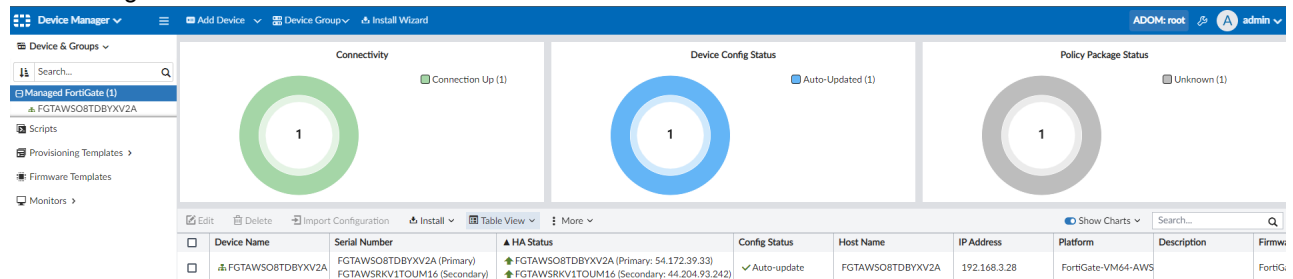 Device Manager
Add Device
Device Group
Install Wizard
ADOM: root
A
admin
Device & Groups
Search...
Managed FortiGate (1)
FGTAWSO8TDBYXV2A
Scripts
Provisioning Templates
Firmware Templates
Monitors
Connectivity
Connection Up (1)
1
Device Config Status
Auto-Updated (1)
1
Policy Package Status
Unknown (1)
1
Edit
Delete
Import Configuration
Install
Table View
More
Show Charts
Search...
Device Name
Serial Number
▲ HA Status
Config Status
Host Name
IP Address
Platform
Description
Firmwa
FGTAWSO8TDBYXV2A
FGTAWSO8TDBYXV2A (Primary)
FGTAWSRKV1TOUM16 (Secondary)
FGTAWSO8TDBYXV2A (Primary: 54.172.39.33)
FGTAWSRKV1TOUM16 (Secondary: 44.204.93.242)
Auto-update
FGTAWSO8TDBYXV2A
192.168.3.28
FortiGate-VM64-AWS
FortiGa